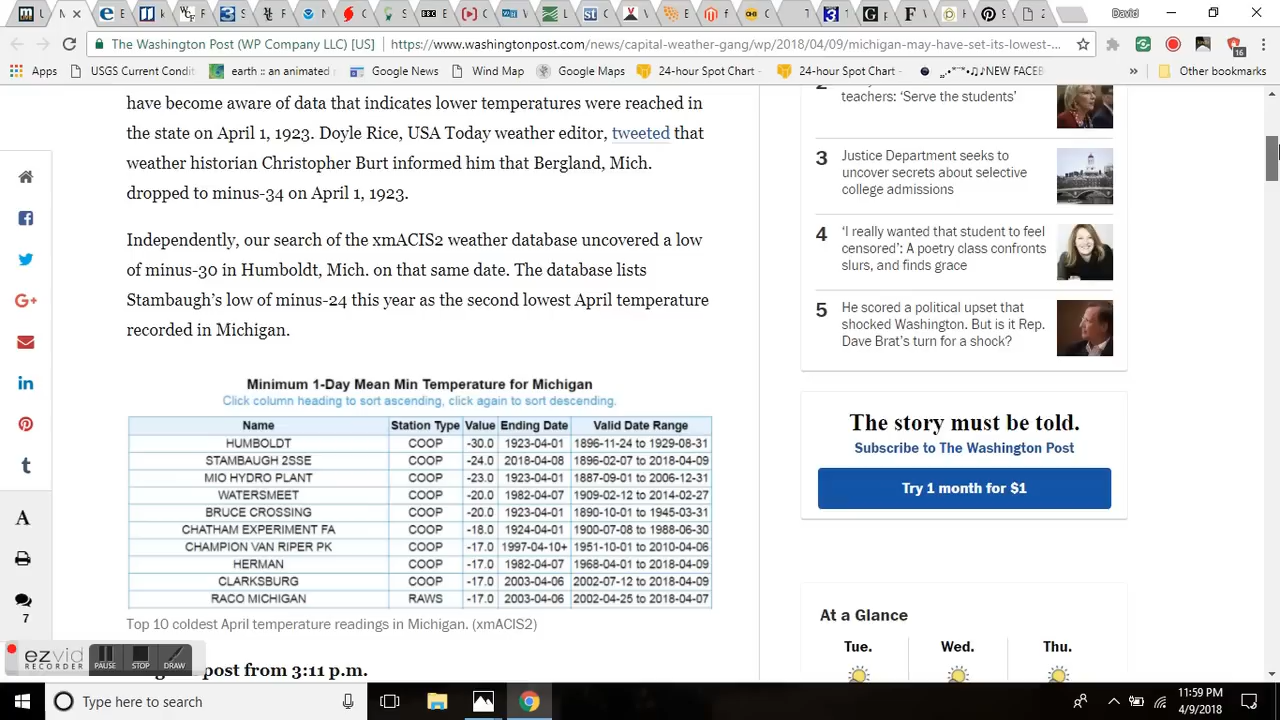 David
The Washington Post (WP Company LLC) [US]
https://www.washingtonpost.com/news/capital-weather-gang/wp/2018/04/09/michigan-may-have-set-its-lowest-...
16
Apps
USGS Current Condit
earth :: an animated
Google News
Wind Map
Google Maps
24-hour Spot Chart -
24-hour Spot Chart -
NEW FACEB
»
Other bookmarks
have become aware of data that indicates lower temperatures were reached in
the state on April 1, 1923. Doyle Rice, USA Today weather editor, tweeted that
weather historian Christopher Burt informed him that Bergland, Mich.
dropped to minus-34 on April 1, 1923.
Independently, our search of the xmACIS2 weather database uncovered a low
of minus-30 in Humboldt, Mich. on that same date. The database lists
Stambaugh's low of minus-24 this year as the second lowest April temperature
recorded in Michigan.
Minimum 1-Day Mean Min Temperature for Michigan
Click column heading to sort ascending, click again to sort descending.
Name Station Type Value Ending Date Valid Date Range
HUMBOLDT COOP -30.0 1923-04-01 1896-11-24 to 1929-08-31
STAMBAUGH 2SSE COOP -24.0 2018-04-08 1896-02-07 to 2018-04-09
MIO HYDRO PLANT COOP -23.0 1923-04-01 1887-09-01 to 2006-12-31
WATERSMEET COOP -20.0 1982-04-07 1909-02-12 to 2014-02-27
BRUCE CROSSING COOP -20.0 1923-04-01 1890-10-01 to 1945-03-31
CHATHAM EXPERIMENT FA COOP -18.0 1924-04-01 1900-07-08 to 1988-06-30
CHAMPION VAN RIPER PK COOP -17.0 1997-04-10+ 1951-10-01 to 2010-04-06
HERMAN COOP -17.0 1982-04-07 1968-04-01 to 2018-04-09
CLARKSBURG COOP -17.0 2003-04-06 2002-07-12 to 2018-04-09
RACO MICHIGAN RAWS -17.0 2003-04-06 2002-04-25 to 2018-04-07
Top 10 coldest April temperature readings in Michigan. (xmACIS2)
post from 3:11 p.m.
A
7
2
teachers: 'Serve the students'
3
Justice Department seeks to
uncover secrets about selective
college admissions
4
'I really wanted that student to feel
censored': A poetry class confronts
slurs, and finds grace
5
He scored a political upset that
shocked Washington. But is it Rep.
Dave Brat's turn for a shock?
The story must be told.
Subscribe to The Washington Post
Try 1 month for $1
At a Glance
Tue. Wed. Thu.
ezvid
RECORDER
PAUSE STOP DRAW
Type here to search
11:59 PM
4/9/2018